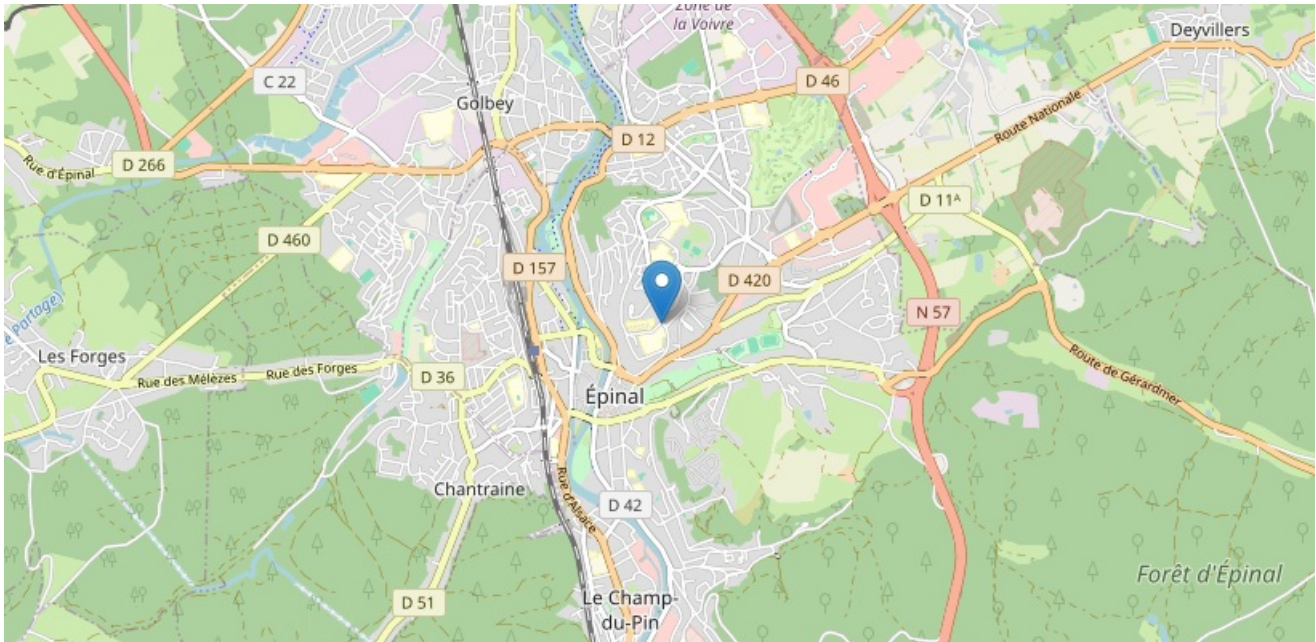 Zone de
la Voivre
Deyvillers
C 22
D 46
Golbey
Route Nationale
D 12
Rue d'Épinal
D 266
D 11ᴬ
D 460
D 157
D 420
N 57
e Partage)
Les Forges
Rue des Mélèzes
Rue des Forges
D 36
Route de Gérardmer
Épinal
Chantraine
Rue d'Alsace
D 42
Forêt d'Épinal
D 51
Le Champ-
du-Pin